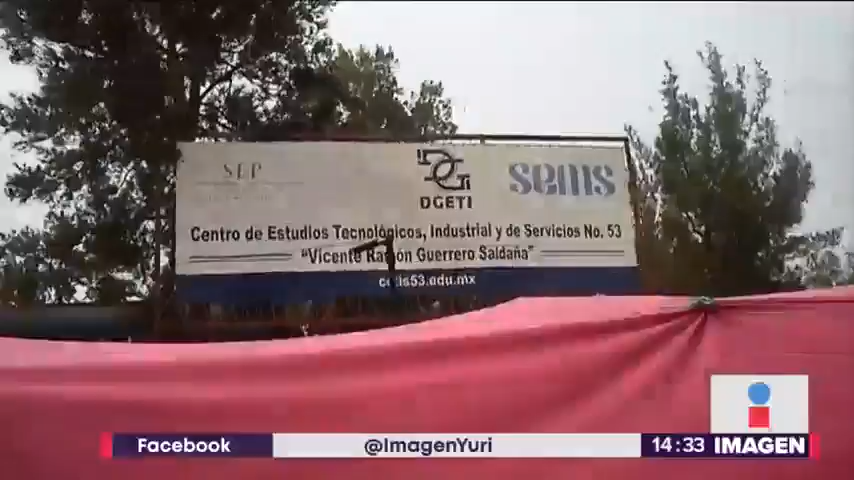 SEP
DGETI
sems
Centro de Estudios Tecnológicos, Industrial y de Servicios No. 53
"Vicente Ramón Guerrero Saldaña"
cetis53.edu.mx
Facebook
@ImagenYuri
14:33
IMAGEN